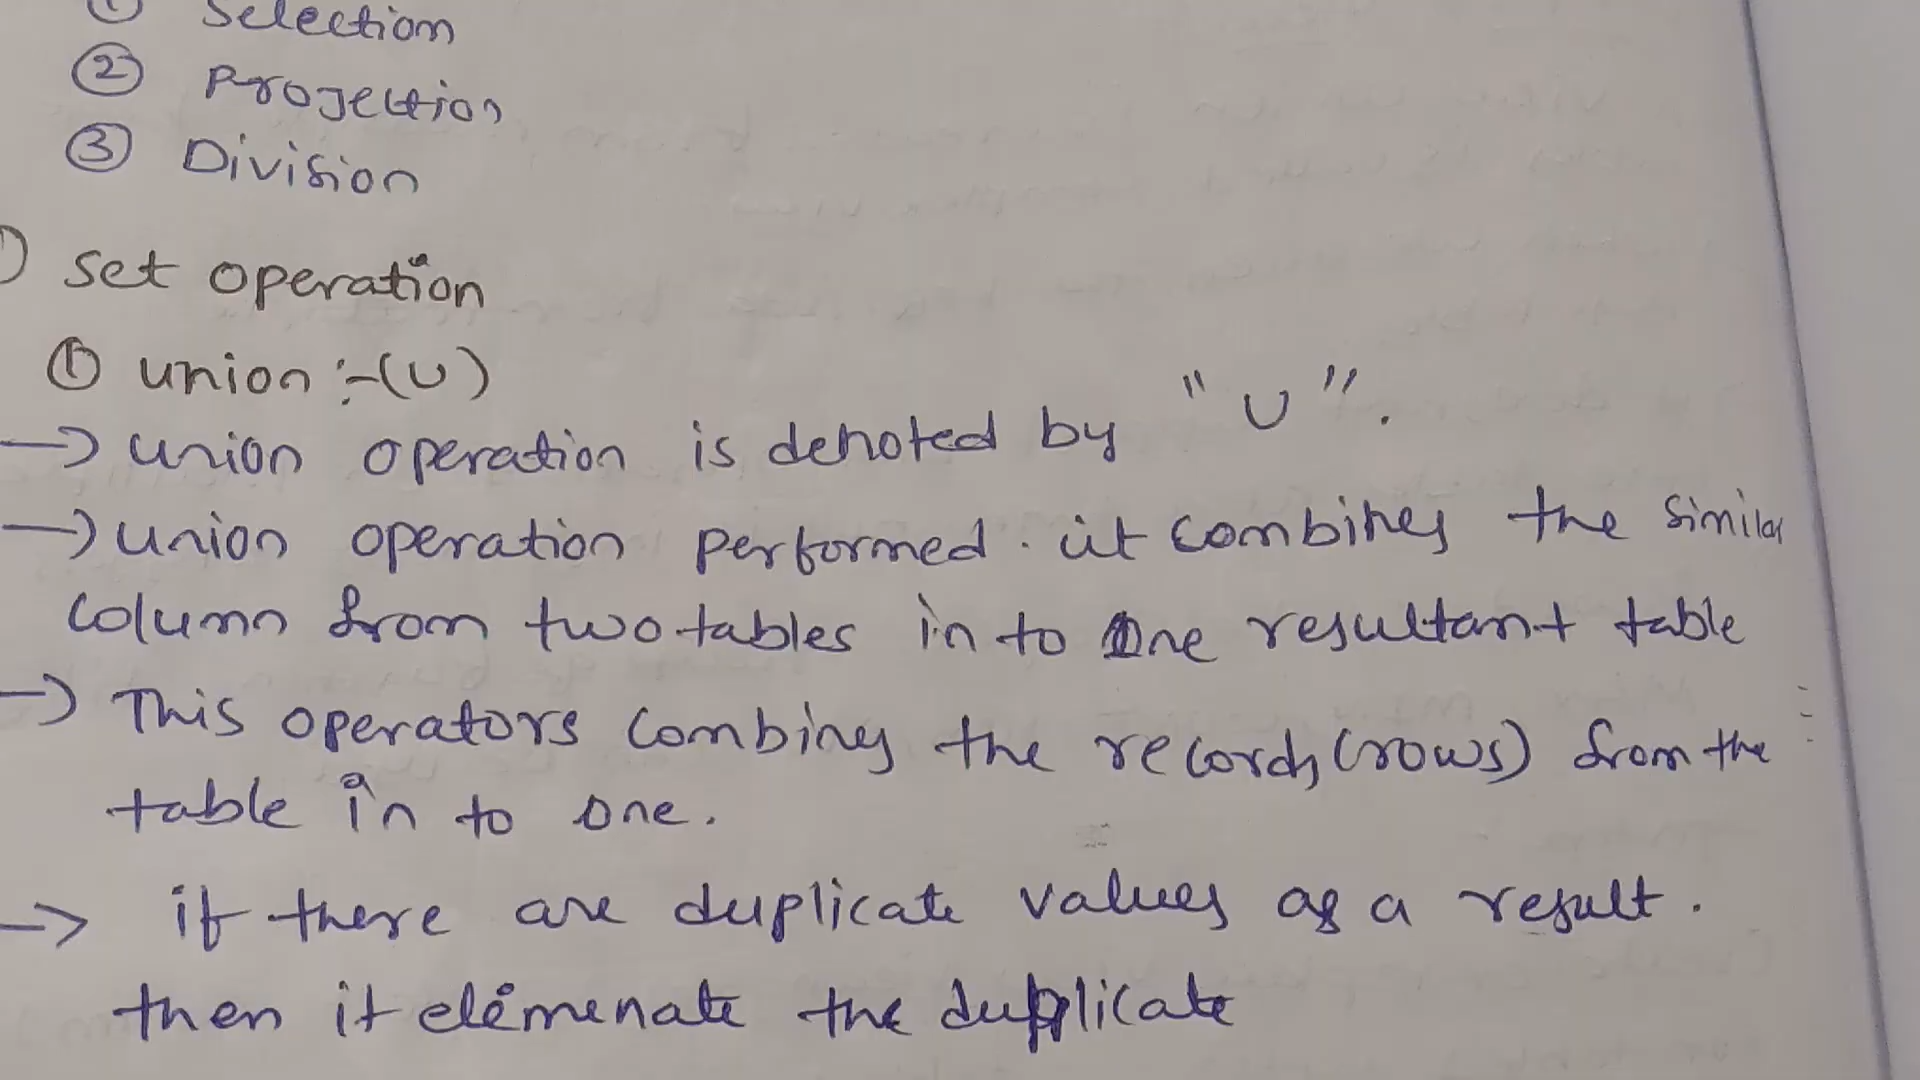 ① Selection
② Projection
③ Division
) set operation
① union :-(∪)
→ union operation is denoted by "∪".
→ union operation performed. it combines the similar
column from two tables in to one resultant table
→ This operators combines the records (rows) from the
table in to one.
→ if there are duplicate values as a result.
then it elemenate the duplicate